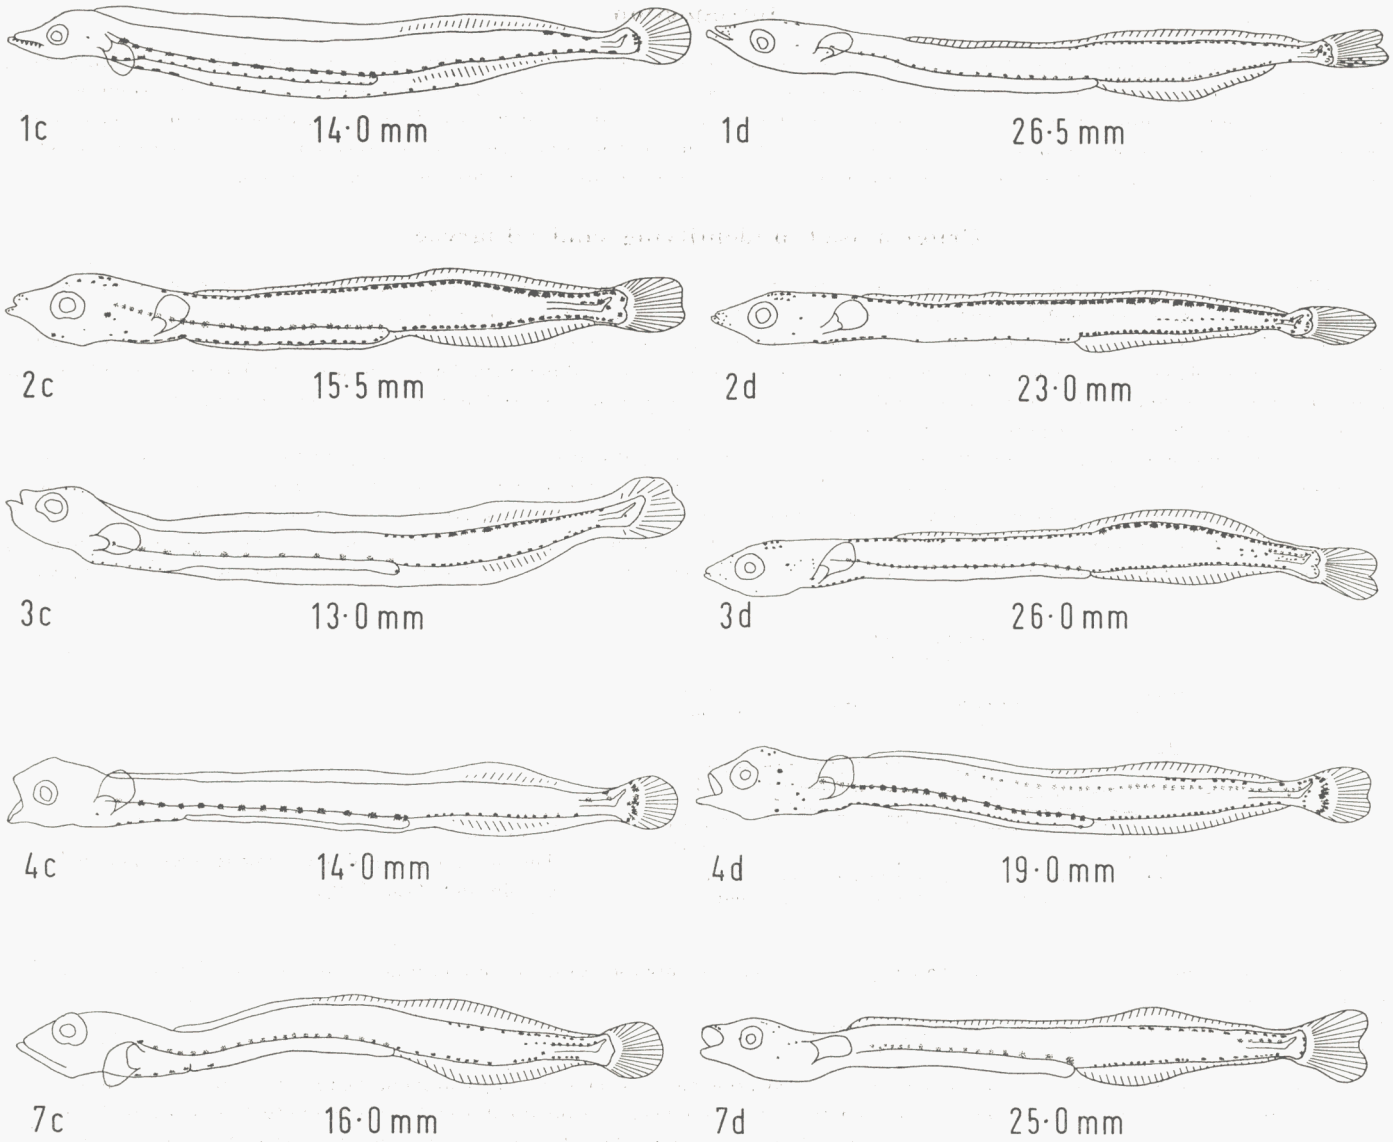 1c 14·0 mm 1d 26·5 mm
2c 15·5 mm 2d 23·0 mm
3c 13·0 mm 3d 26·0 mm
4c 14·0 mm 4d 19·0 mm
7c 16·0 mm 7d 25·0 mm